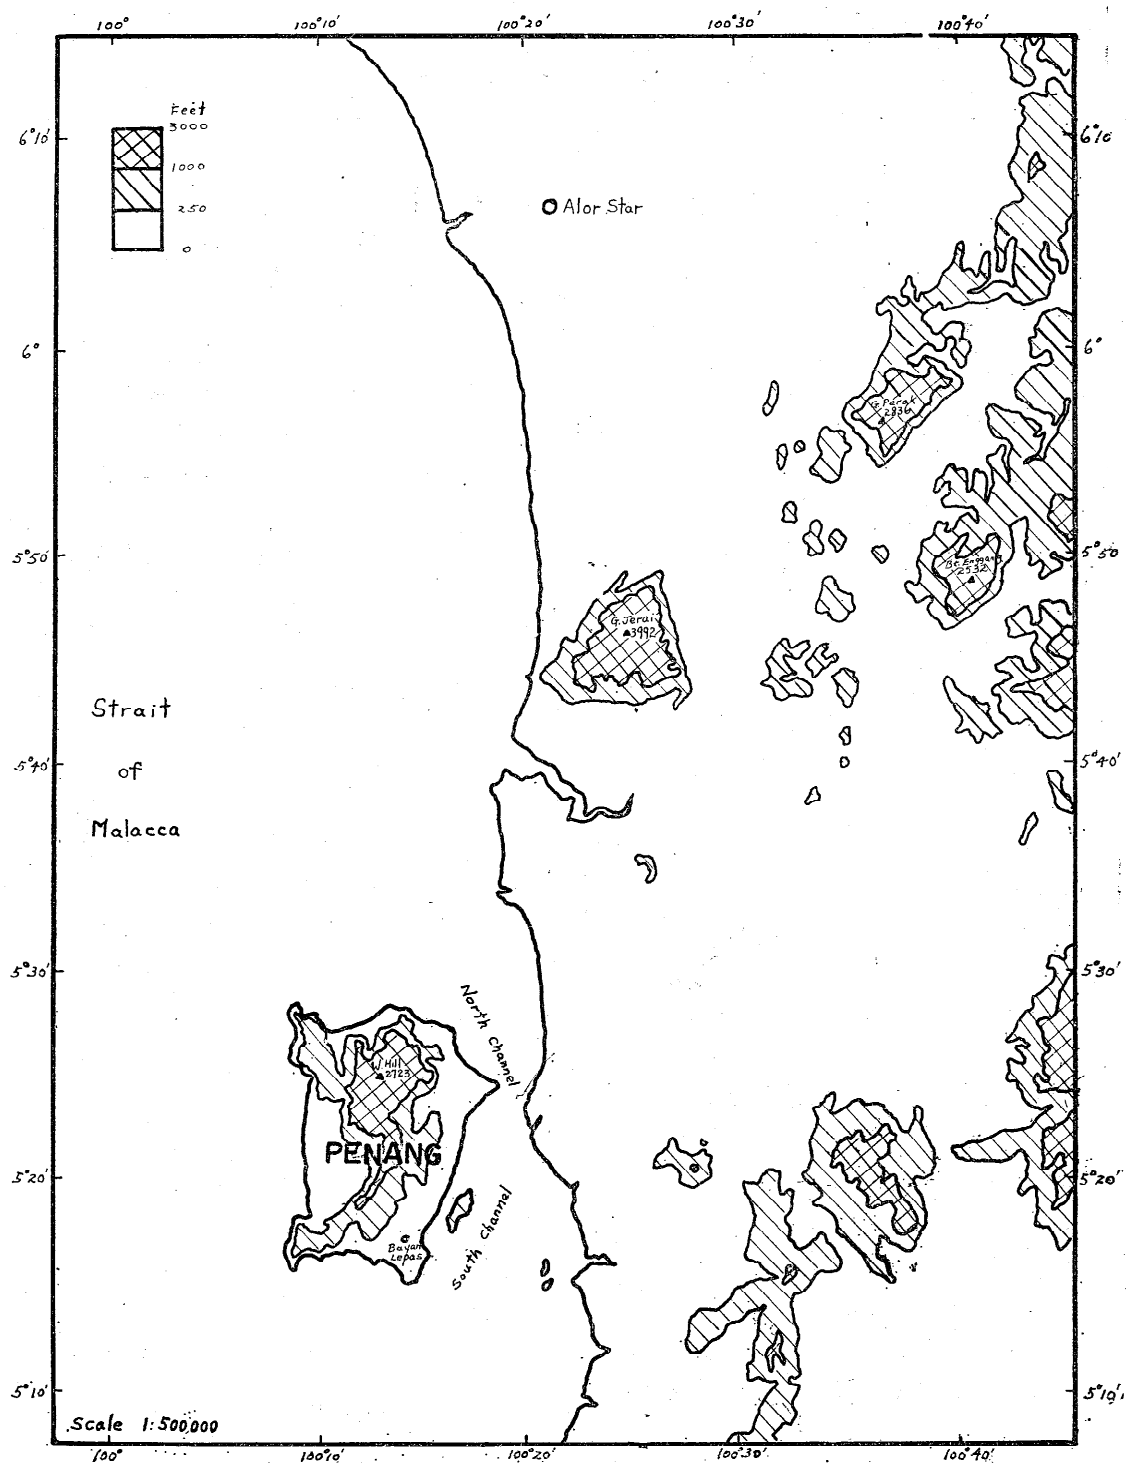 100° 100°10' 100°20' 100°30' 100°40'
Feet
3000
1000
250
0
6°10' 6°10'
Alor Star
6° 6°
G. Perak
2836
5°50' 5°50'
Bt. Enggang
2532
G. Jerai
3992
Strait
of
Malacca
5°40' 5°40'
5°30' 5°30'
North Channel
W. Hill
2723
PENANG
5°20' 5°20'
South Channel
Bayan
Lepas
5°10' 5°10'
Scale 1:500,000
100° 100°10' 100°20' 100°30' 100°40'